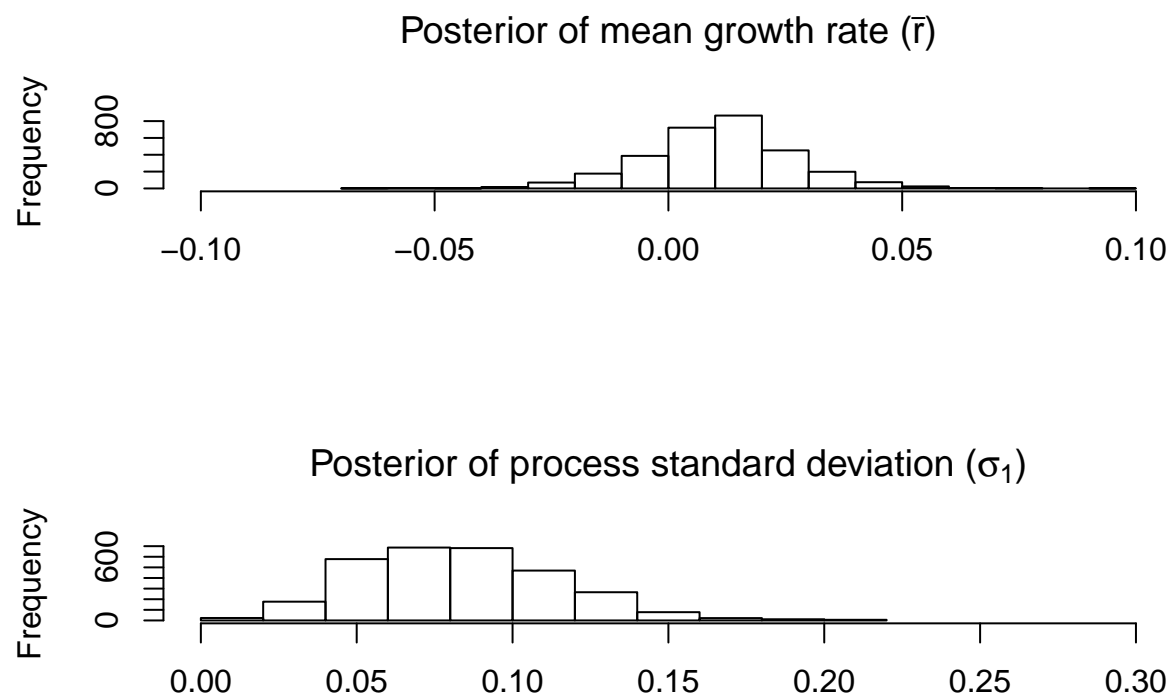 Posterior of mean growth rate (r̅)
Frequency
0 800
−0.10 −0.05 0.00 0.05 0.10
Posterior of process standard deviation (σ₁)
Frequency
0 600
0.00 0.05 0.10 0.15 0.20 0.25 0.30